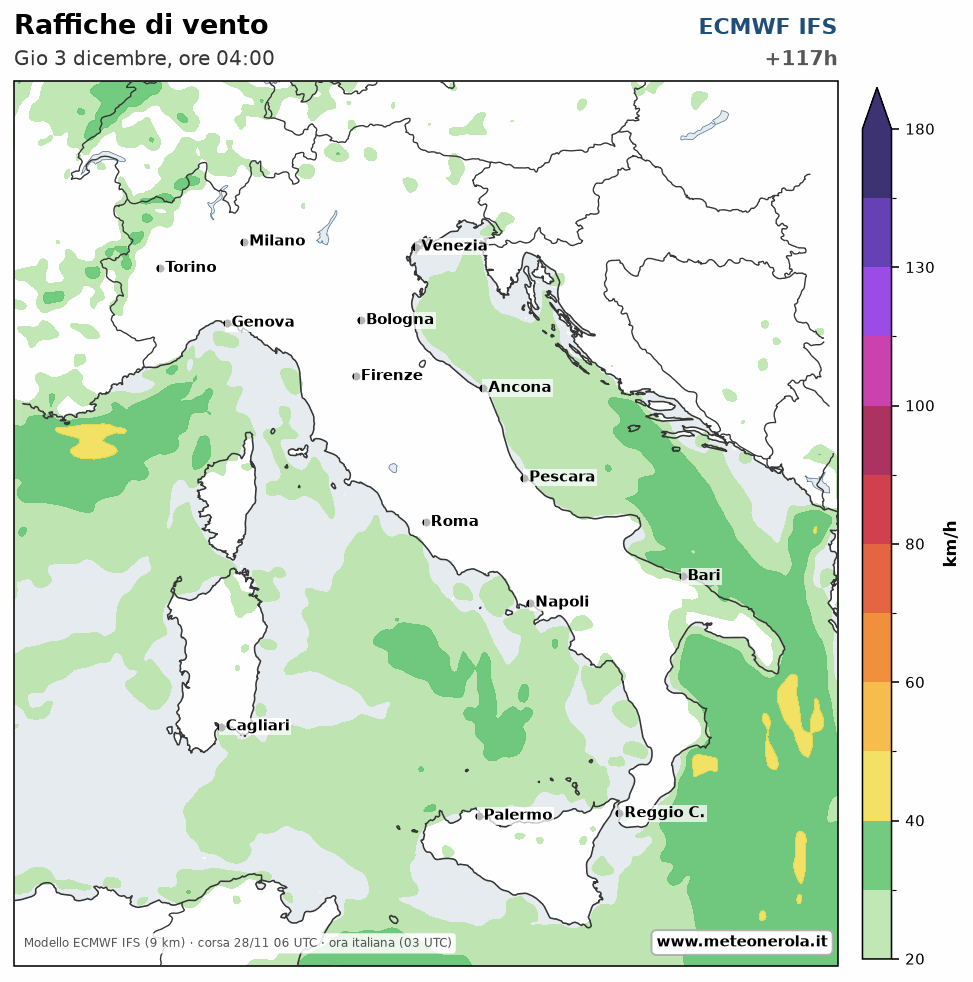 Raffiche di vento
ECMWF IFS
Gio 3 dicembre, ore 04:00
+117h
Milano
Venezia
Torino
Genova
Bologna
Firenze
Ancona
Pescara
Roma
Bari
Napoli
Cagliari
Palermo
Reggio C.
180
130
100
80
60
40
20
km/h
Modello ECMWF IFS (9 km) · corsa 28/11 06 UTC · ora italiana (03 UTC)
www.meteonerola.it